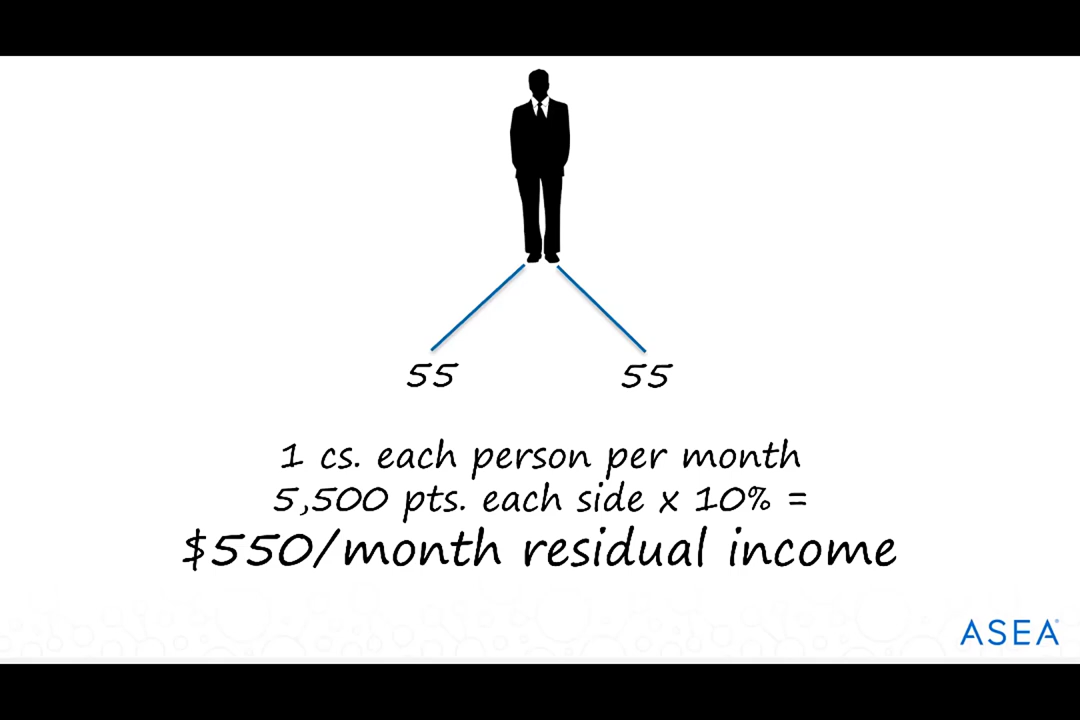 55 55
1 cs. each person per month
5,500 pts. each side x 10% =
$550/month residual income
ASEA®